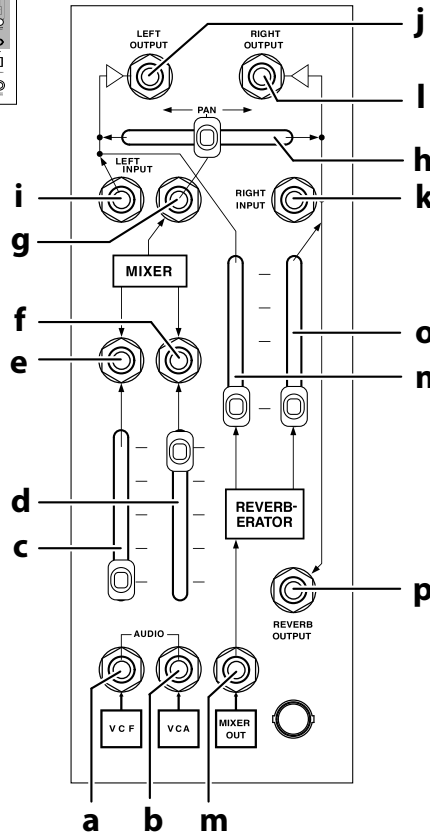 LEFT
OUTPUT
RIGHT
OUTPUT
j
l
PAN
h
LEFT
INPUT
RIGHT
INPUT
i
k
g
MIXER
f
o
e
n
d
REVERB-
ERATOR
c
p
REVERB
OUTPUT
AUDIO
VCF
VCA
MIXER
OUT
a
b
m